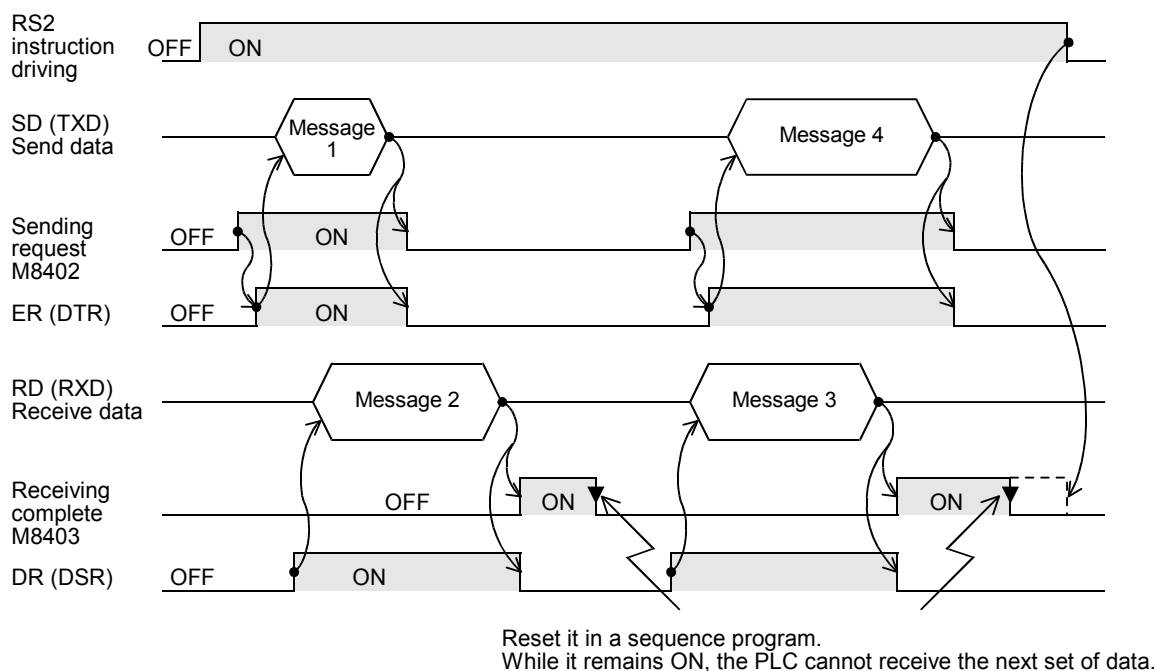 RS2
instruction
driving
OFF
ON
SD (TXD)
Send data
Message
1
Message 4
Sending
request
M8402
OFF
ON
ER (DTR)
OFF
ON
RD (RXD)
Receive data
Message 2
Message 3
Receiving
complete
M8403
OFF
ON
ON
DR (DSR)
OFF
ON
Reset it in a sequence program.
While it remains ON, the PLC cannot receive the next set of data.